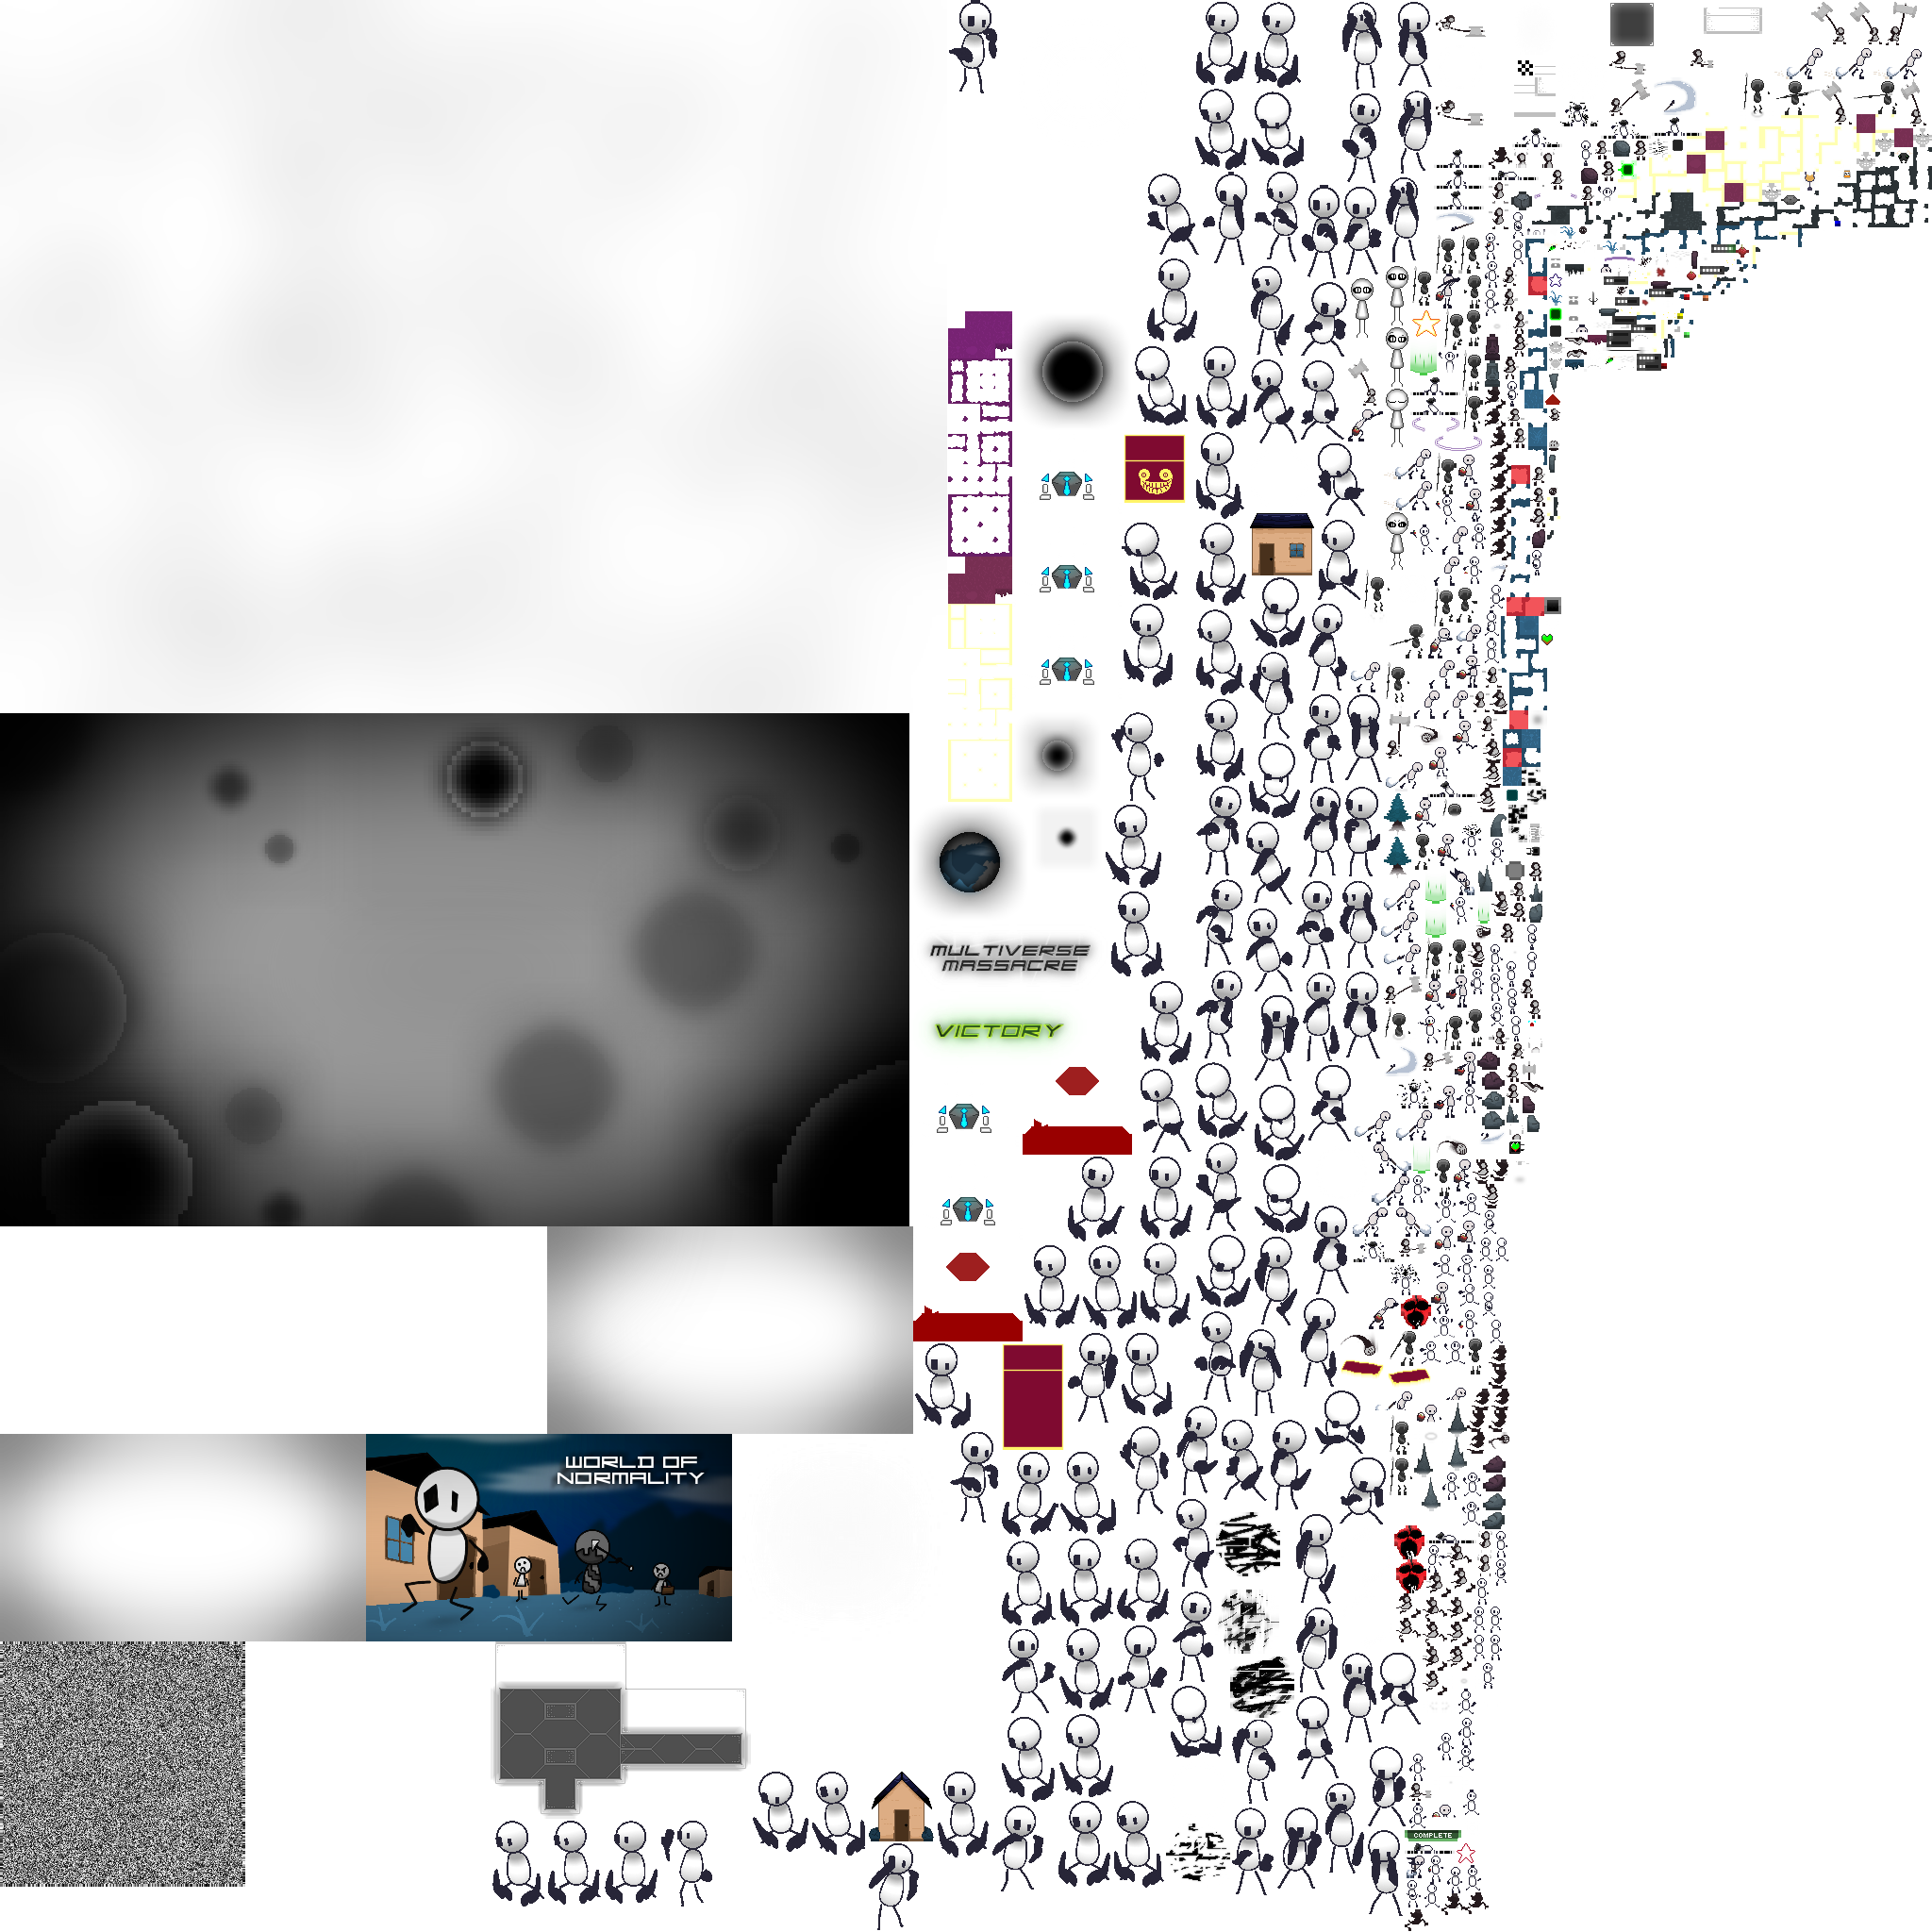 MULTIVERSE
MASSACRE
VICTORY
WORLD OF
NORMALITY
COMPLETE